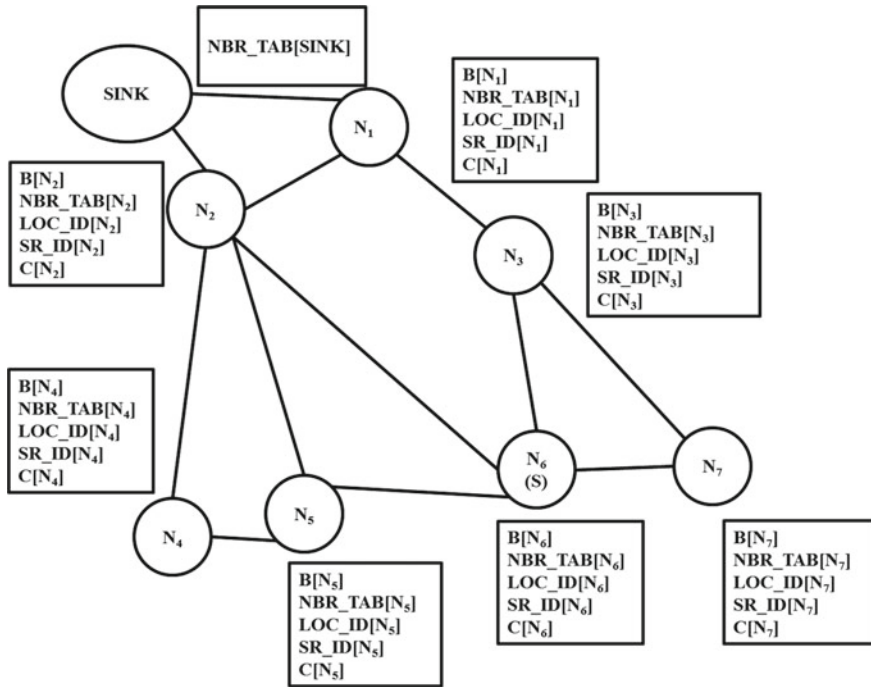 NBR_TAB[SINK]
SINK
N₁
B[N₁]
NBR_TAB[N₁]
LOC_ID[N₁]
SR_ID[N₁]
C[N₁]
B[N₂]
NBR_TAB[N₂]
LOC_ID[N₂]
SR_ID[N₂]
C[N₂]
N₂
N₃
B[N₃]
NBR_TAB[N₃]
LOC_ID[N₃]
SR_ID[N₃]
C[N₃]
B[N₄]
NBR_TAB[N₄]
LOC_ID[N₄]
SR_ID[N₄]
C[N₄]
N₄
N₅
N₆
(S)
N₇
B[N₅]
NBR_TAB[N₅]
LOC_ID[N₅]
SR_ID[N₅]
C[N₅]
B[N₆]
NBR_TAB[N₆]
LOC_ID[N₆]
SR_ID[N₆]
C[N₆]
B[N₇]
NBR_TAB[N₇]
LOC_ID[N₇]
SR_ID[N₇]
C[N₇]